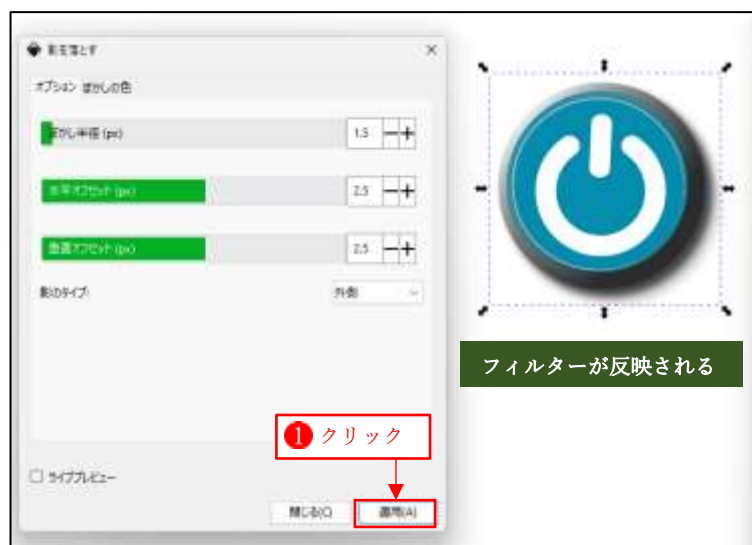 影を落とす
オプション ぼかしの色
ぼかし半径 (px)
1.5
水平オフセット (px)
2.5
垂直オフセット (px)
2.5
影のタイプ:
外側
フィルターが反映される
❶ クリック
ライブプレビュー
閉じる(C)
適用(A)